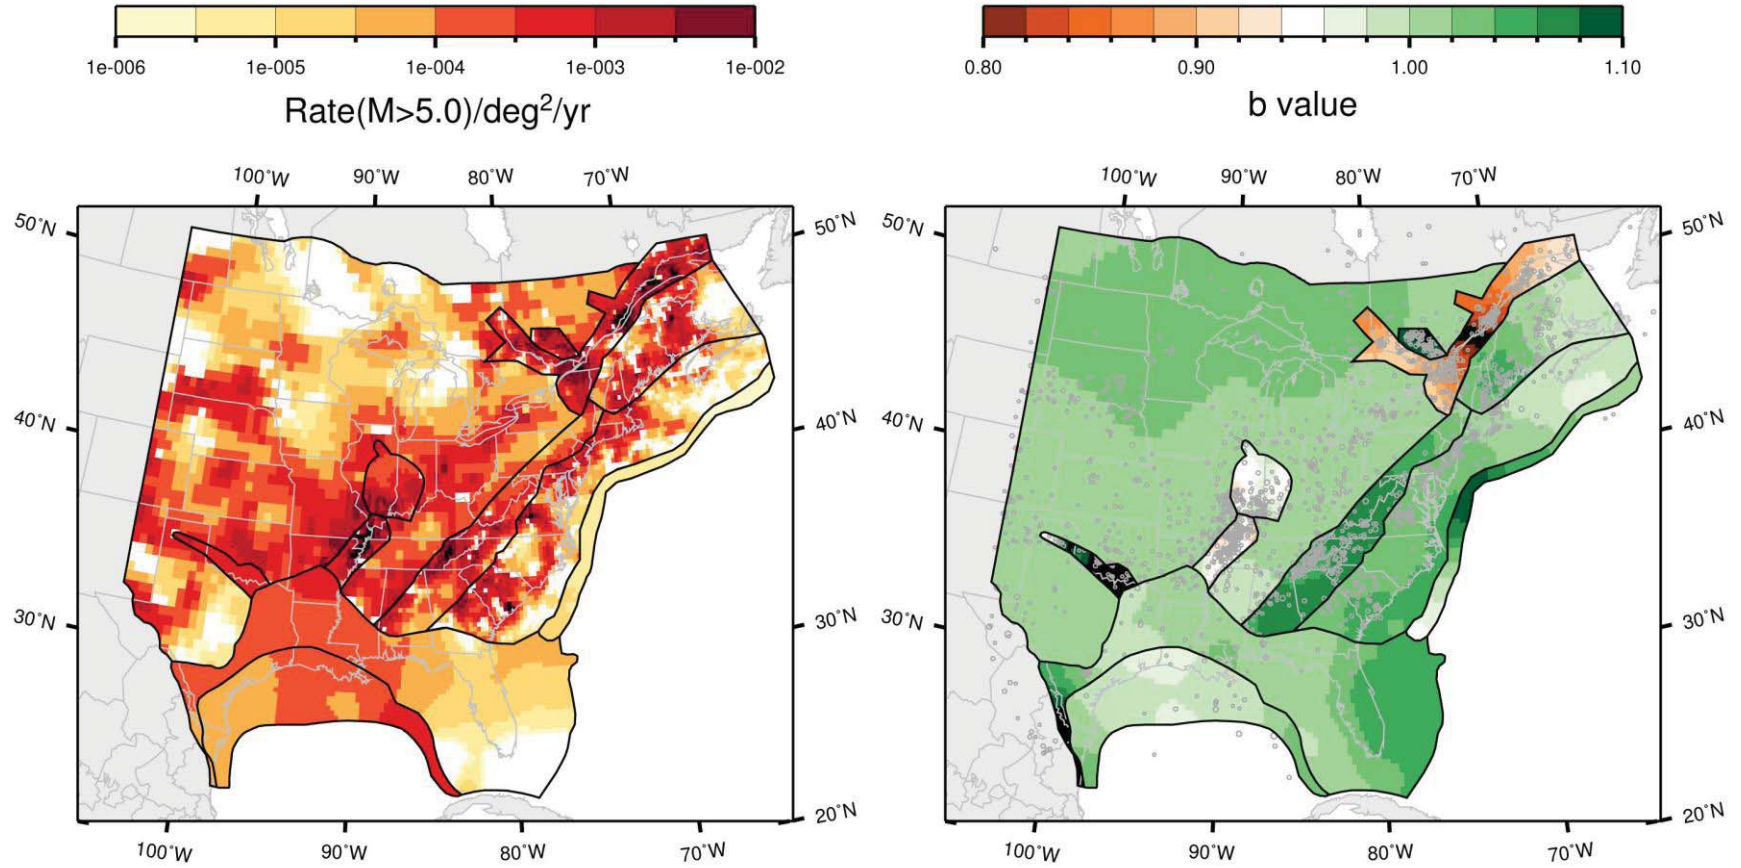 1e-006 1e-005 1e-004 1e-003 1e-002
Rate(M>5.0)/deg²/yr
0.80 0.90 1.00 1.10
b value
100°W 90°W 80°W 70°W
100°W 90°W 80°W 70°W
50°N 50°N 50°N 50°N
40°N 40°N 40°N 40°N
30°N 30°N 30°N 30°N
20°N 20°N
100°W 90°W 80°W 70°W
100°W 90°W 80°W 70°W